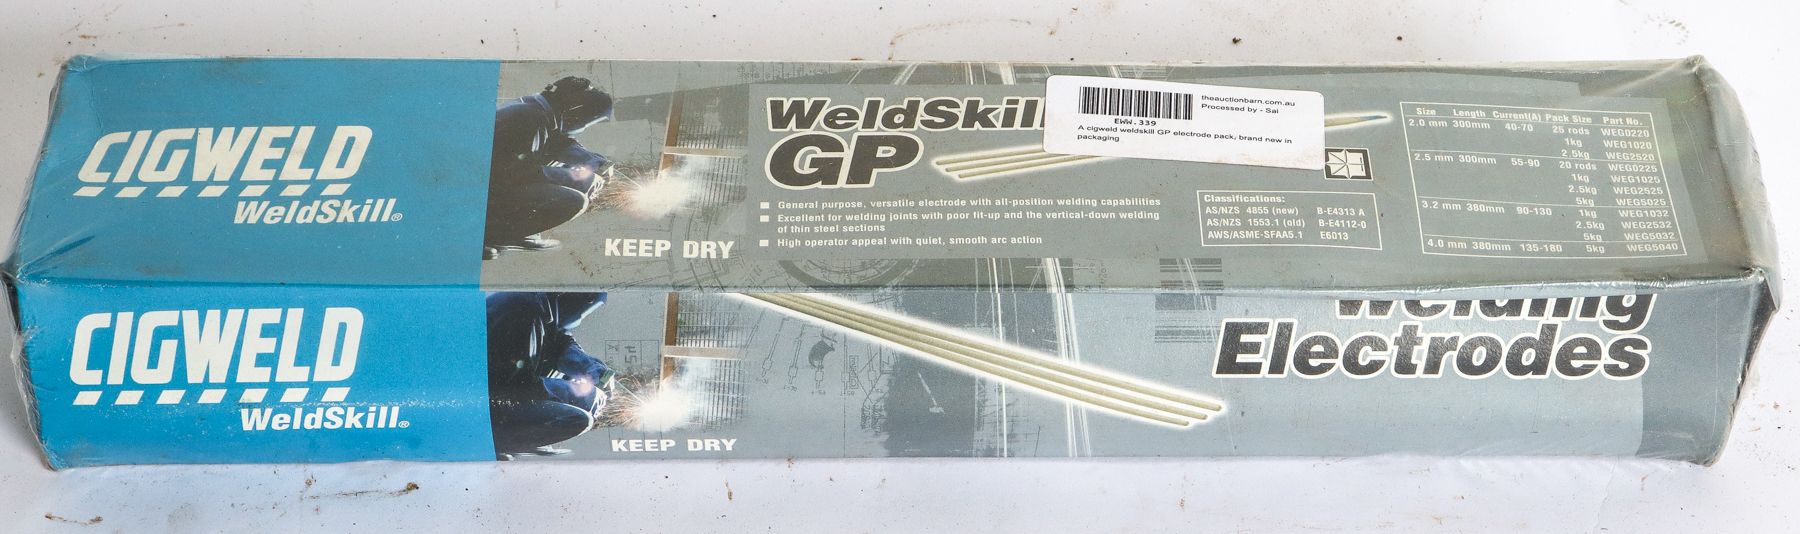 CIGWELD
WeldSkill®
KEEP DRY
WeldSkill
GP
General purpose, versatile electrode with all-position welding capabilities
Excellent for welding joints with poor fit-up and the vertical-down welding
of thin steel sections
High operator appeal with quiet, smooth arc action
theauctionbarn.com.au
Processed by - Sal
EWW.339
A cigweld weldskill GP electrode pack, brand new in
packaging
Classifications:
AS/NZS 4855 (new) B-E4313 A
AS/NZS 1553.1 (old) B-E4112-0
AWS/ASME-SFAA5.1 E6013
Size Length Current(A) Pack Size Part No.
2.0 mm 300mm 40-70 25 rods WEG0220
1kg WEG1020
2.5kg WEG2520
2.5 mm 300mm 55-90 20 rods WEG0225
1kg WEG1025
2.5kg WEG2525
5kg WEG5025
3.2 mm 380mm 90-130 1kg WEG1032
2.5kg WEG2532
5kg WEG5032
4.0 mm 380mm 135-180 5kg WEG5040
CIGWELD
WeldSkill®
KEEP DRY
Welding
Electrodes